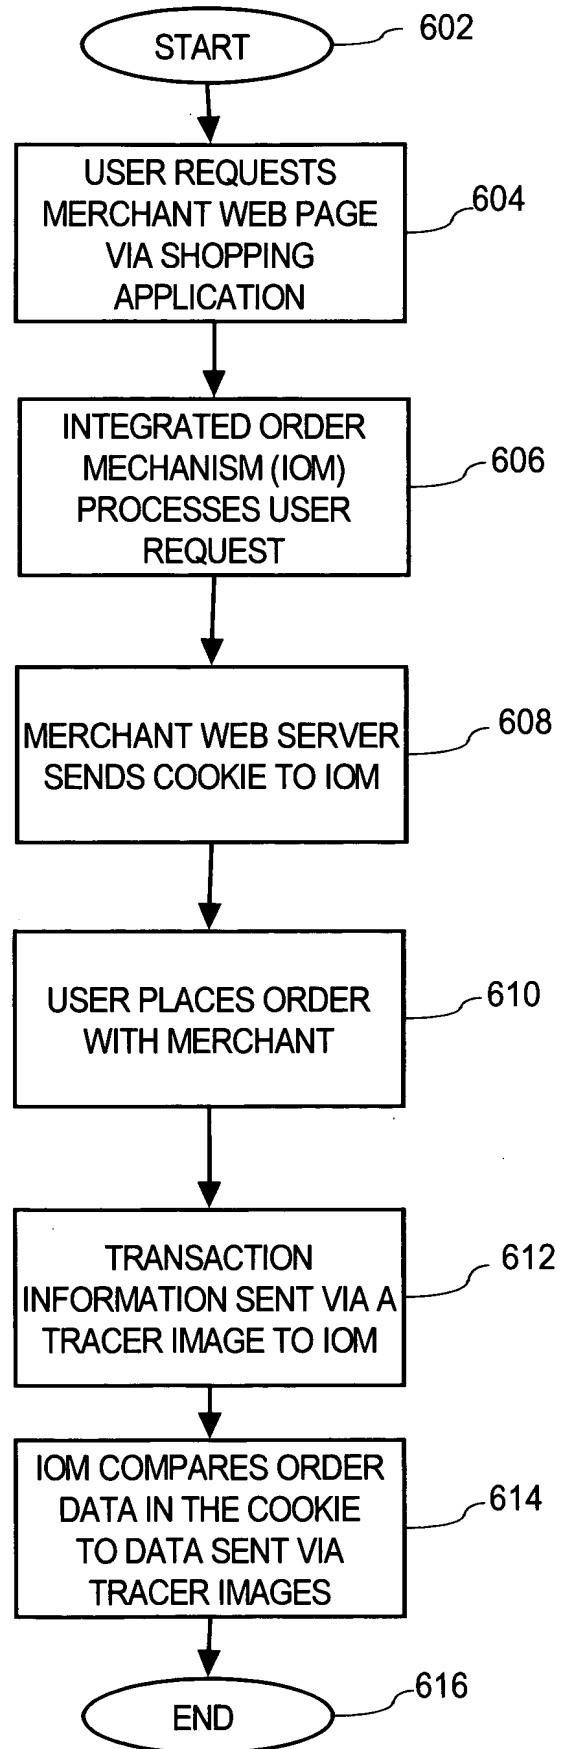 START
602
USER REQUESTS
MERCHANT WEB PAGE
VIA SHOPPING
APPLICATION
604
INTEGRATED ORDER
MECHANISM (IOM)
PROCESSES USER
REQUEST
606
MERCHANT WEB SERVER
SENDS COOKIE TO IOM
608
USER PLACES ORDER
WITH MERCHANT
610
TRANSACTION
INFORMATION SENT VIA A
TRACER IMAGE TO IOM
612
IOM COMPARES ORDER
DATA IN THE COOKIE
TO DATA SENT VIA
TRACER IMAGES
614
END
616